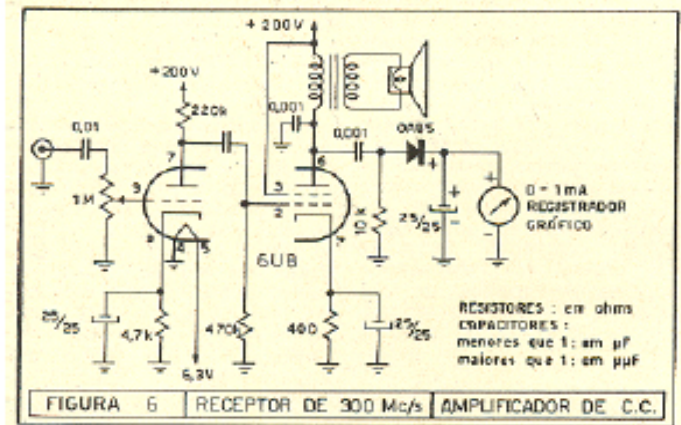 + 200V
+200V
220k
0,001
0,01
0,001
OA85
7
6
+
+
9
1M
3
2
+
0 - 1mA
REGISTRADOR
GRÁFICO
-
-
25/25
10k
8
4
5
6U8
25/25
4,7k
470k
400
25/25
6,3V
RESISTORES : em ohms
CAPACITORES :
menores que 1: em µF
maiores que 1: em µµF
FIGURA 6
RECEPTOR DE 300 Mc/s
AMPLIFICADOR DE C.C.